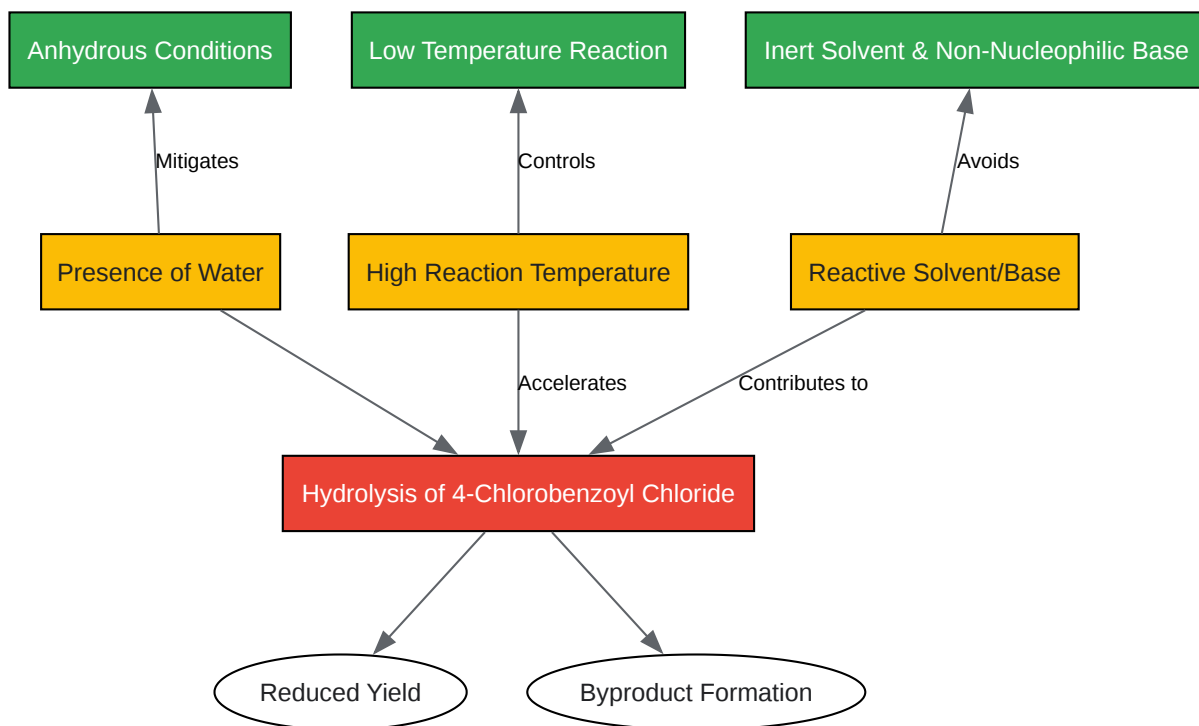 Anhydrous Conditions
Low Temperature Reaction
Inert Solvent & Non-Nucleophilic Base
Mitigates
Controls
Avoids
Presence of Water
High Reaction Temperature
Reactive Solvent/Base
Accelerates
Contributes to
Hydrolysis of 4-Chlorobenzoyl Chloride
Reduced Yield
Byproduct Formation